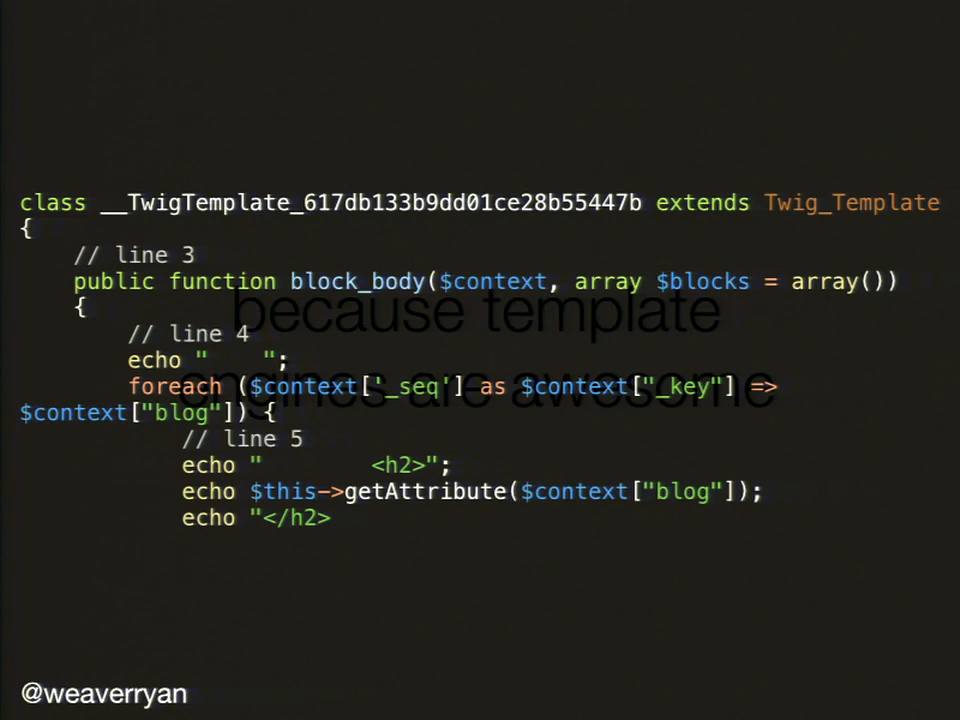 class __TwigTemplate_617db133b9dd01ce28b55447b extends Twig_Template
{
    // line 3
    public function block_body($context, array $blocks = array())
    {
because template
        // line 4
        echo "    ";
        foreach ($context['_seq'] as $context["_key"] =>
engines are awesome
$context["blog"]) {
            // line 5
            echo "        <h2>";
            echo $this->getAttribute($context["blog"]);
            echo "</h2>
@weaverryan